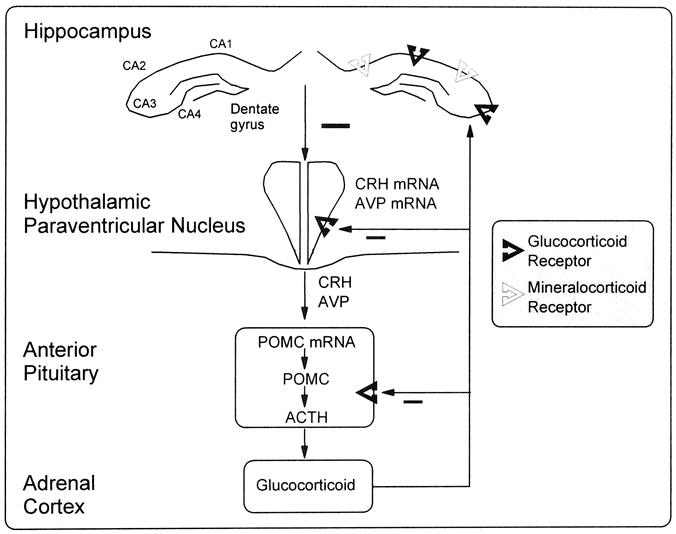 Hippocampus
CA1
CA2
CA3
CA4
Dentate
gyrus
Hypothalamic
Paraventricular Nucleus
CRH mRNA
AVP mRNA
Glucocorticoid
Receptor
Mineralocorticoid
Receptor
CRH
AVP
Anterior
Pituitary
POMC mRNA
POMC
ACTH
Adrenal
Cortex
Glucocorticoid